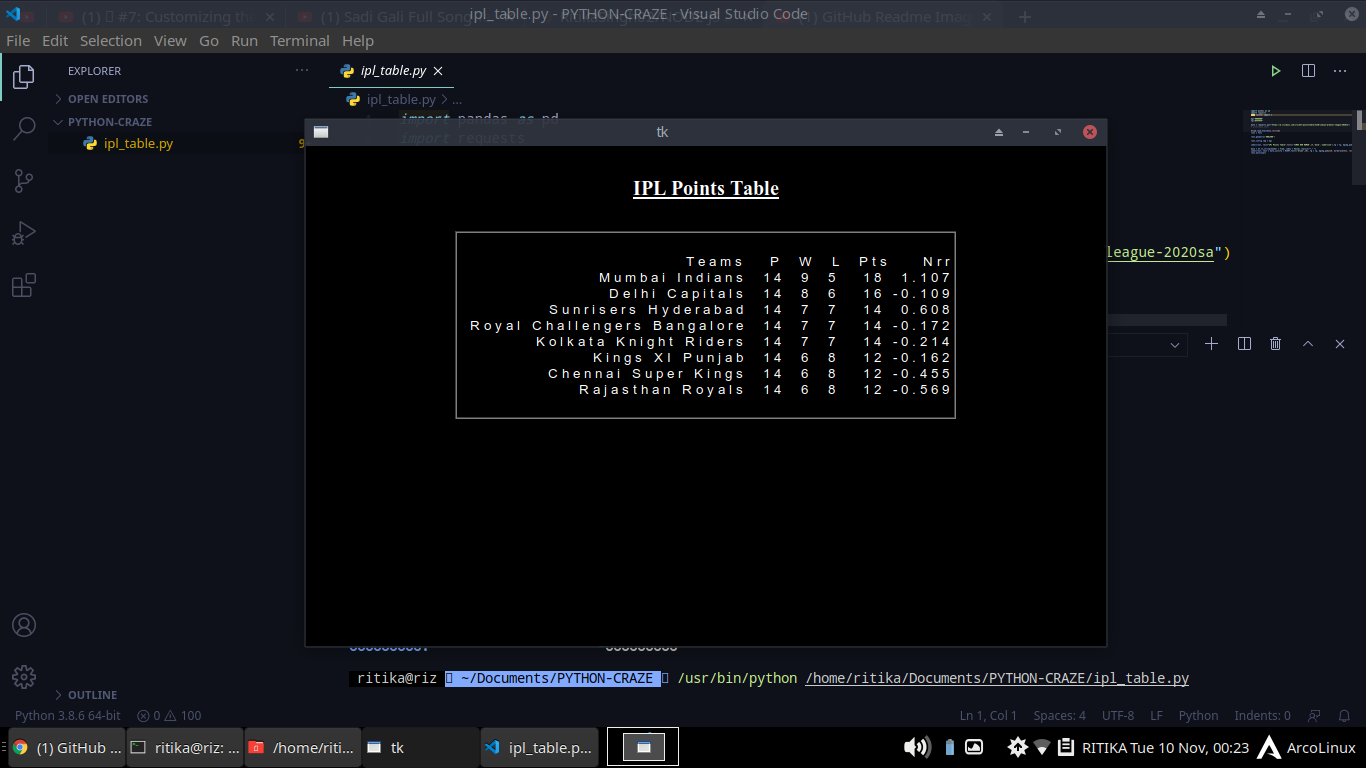 (1) #7: Customizing th
(1) Sadi Gali Full Song
(1) GitHub Readme Ima
ipl_table.py - PYTHON-CRAZE - Visual Studio Code
File Edit Selection View Go Run Terminal Help
EXPLORER
OPEN EDITORS
PYTHON-CRAZE
ipl_table.py
ipl_table.py
ipl_table.py > ...
import pandas as pd
import requests
league-2020sa")
tk
IPL Points Table
Teams P W L Pts Nrr
Mumbai Indians 14 9 5 18 1.107
Delhi Capitals 14 8 6 16 -0.109
Sunrisers Hyderabad 14 7 7 14 0.608
Royal Challengers Bangalore 14 7 7 14 -0.172
Kolkata Knight Riders 14 7 7 14 -0.214
Kings XI Punjab 14 6 8 12 -0.162
Chennai Super Kings 14 6 8 12 -0.455
Rajasthan Royals 14 6 8 12 -0.569
ritika@riz ~/Documents/PYTHON-CRAZE /usr/bin/python /home/ritika/Documents/PYTHON-CRAZE/ipl_table.py
OUTLINE
Python 3.8.6 64-bit 0 100 Ln 1, Col 1 Spaces: 4 UTF-8 LF Python Indents: 0
(1) GitHub ... ritika@riz: ... /home/riti... tk ipl_table.p... RITIKA Tue 10 Nov, 00:23 ArcoLinux